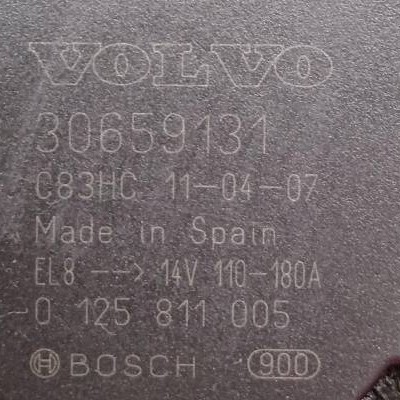 VOLVO
30659131
C83HC 11-04-07
Made in Spain
EL8 --> 14V 110-180A
0 125 811 005
BOSCH 900